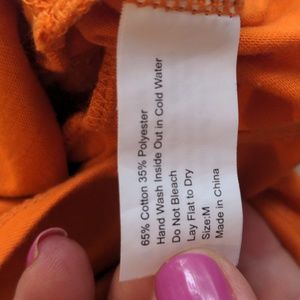 65% Cotton 35% Polyester
Hand Wash Inside Out in Cold Water
Do Not Bleach
Lay Flat to Dry
Size:M
Made in China